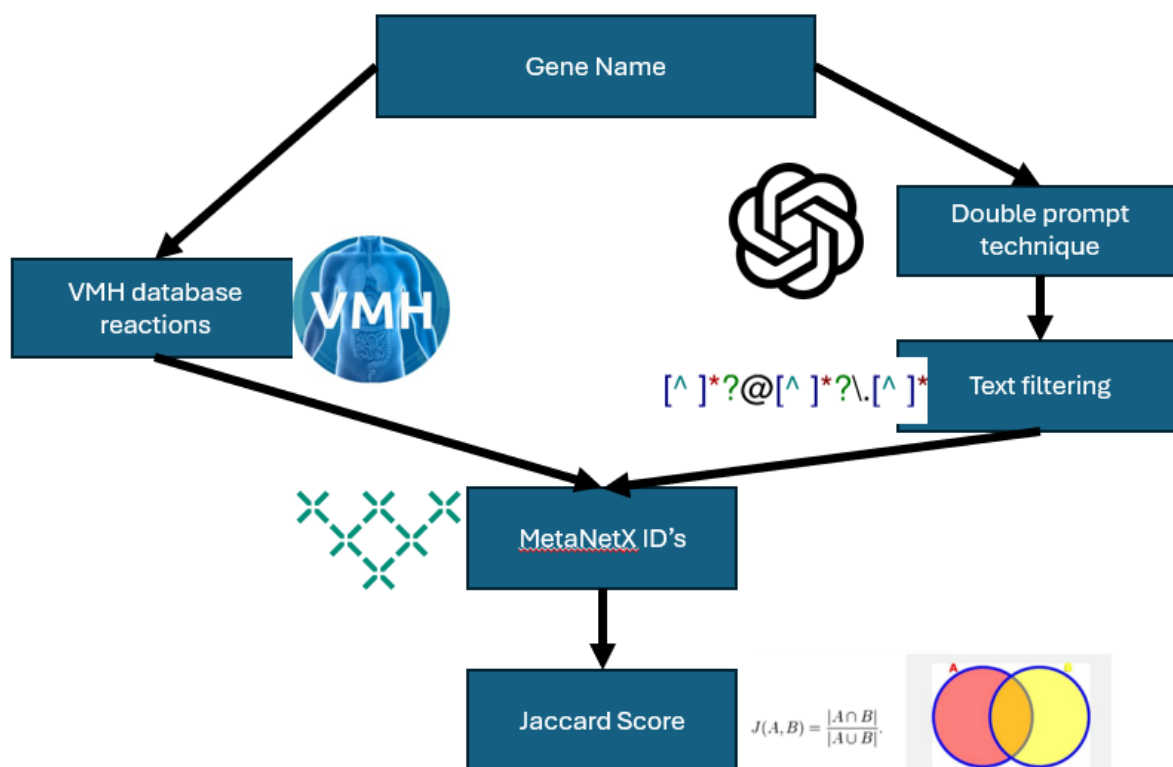 Gene Name
Double prompt
technique
VMH database
reactions
VMH
[^ ]*?@[^ ]*?\.[^ ]*
Text filtering
MetaNetX ID's
Jaccard Score
J(A, B) = |A ∩ B| / |A ∪ B|.
A
B